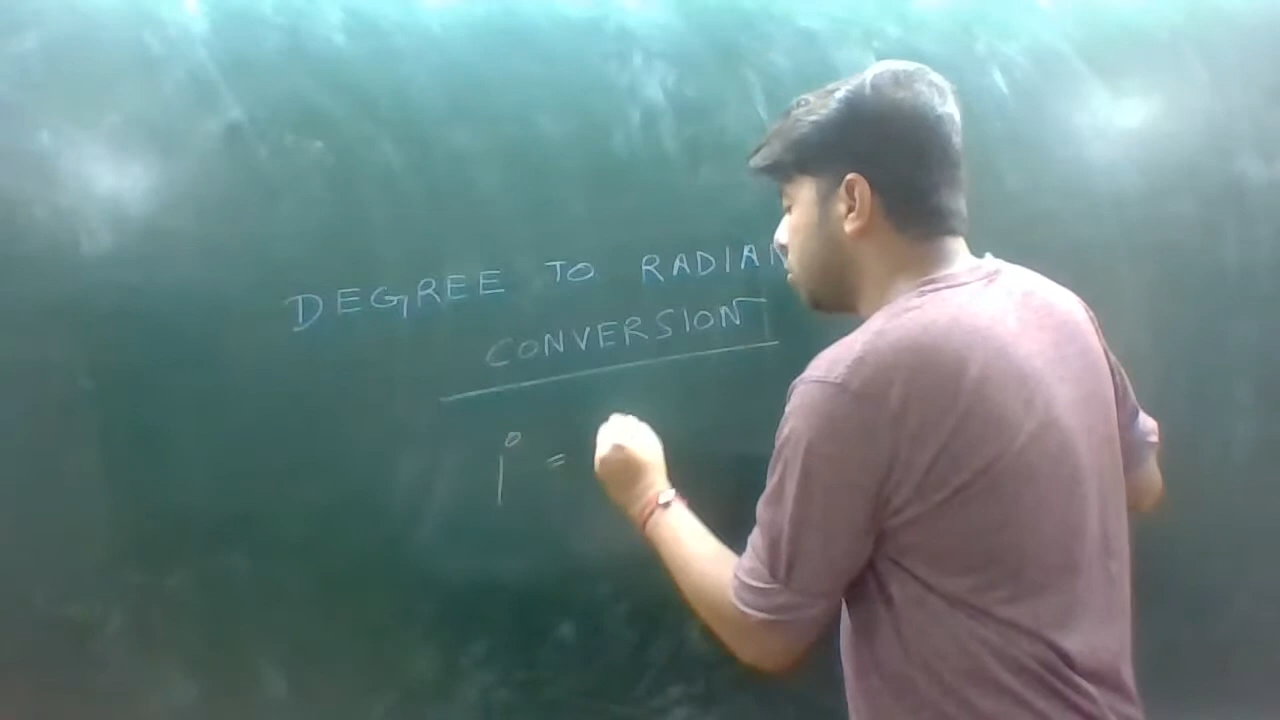 DEGREE TO RADIAN
CONVERSION
1° =